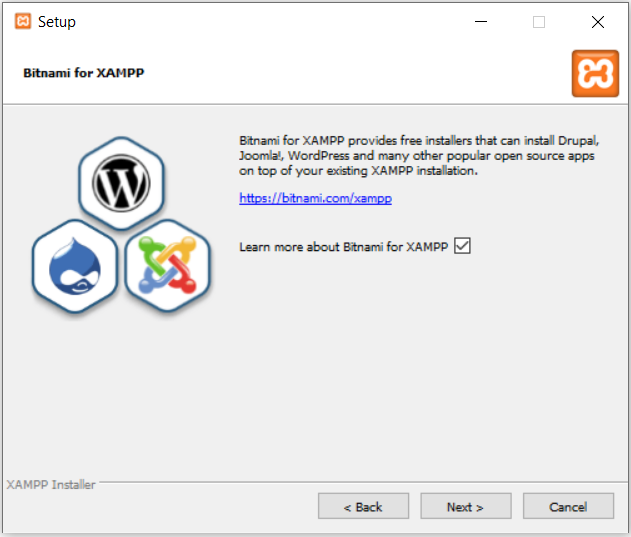 Setup
Bitnami for XAMPP
Bitnami for XAMPP provides free installers that can install Drupal,
Joomla!, WordPress and many other popular open source apps
on top of your existing XAMPP installation.
https://bitnami.com/xampp
Learn more about Bitnami for XAMPP
XAMPP Installer
< Back
Next >
Cancel